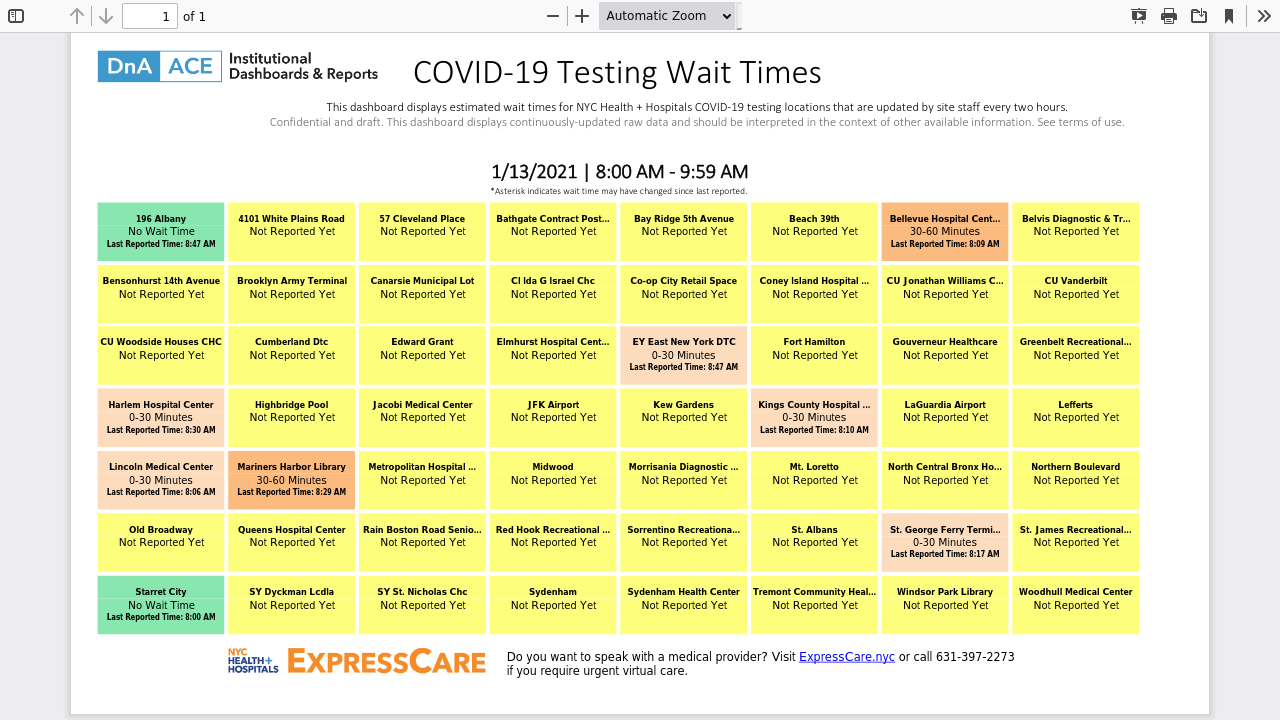 1 of 1 Automatic Zoom
DnA ACE Institutional Dashboards & Reports
COVID-19 Testing Wait Times
This dashboard displays estimated wait times for NYC Health + Hospitals COVID-19 testing locations that are updated by site staff every two hours.
Confidential and draft. This dashboard displays continuously-updated raw data and should be interpreted in the context of other available information. See terms of use.
1/13/2021 | 8:00 AM - 9:59 AM
*Asterisk indicates wait time may have changed since last reported.
196 Albany 4101 White Plains Road 57 Cleveland Place Bathgate Contract Post... Bay Ridge 5th Avenue Beach 39th Bellevue Hospital Cent... Belvis Diagnostic & Tr...
No Wait Time Not Reported Yet Not Reported Yet Not Reported Yet Not Reported Yet Not Reported Yet 30-60 Minutes Not Reported Yet
Last Reported Time: 8:47 AM Last Reported Time: 8:09 AM
Bensonhurst 14th Avenue Brooklyn Army Terminal Canarsie Municipal Lot Cl Ida G Israel Chc Co-op City Retail Space Coney Island Hospital ... CU Jonathan Williams C... CU Vanderbilt
Not Reported Yet Not Reported Yet Not Reported Yet Not Reported Yet Not Reported Yet Not Reported Yet Not Reported Yet Not Reported Yet
CU Woodside Houses CHC Cumberland Dtc Edward Grant Elmhurst Hospital Cent... EY East New York DTC Fort Hamilton Gouverneur Healthcare Greenbelt Recreational...
Not Reported Yet Not Reported Yet Not Reported Yet Not Reported Yet 0-30 Minutes Not Reported Yet Not Reported Yet Not Reported Yet
Last Reported Time: 8:47 AM
Harlem Hospital Center Highbridge Pool Jacobi Medical Center JFK Airport Kew Gardens Kings County Hospital ... LaGuardia Airport Lefferts
0-30 Minutes Not Reported Yet Not Reported Yet Not Reported Yet Not Reported Yet 0-30 Minutes Not Reported Yet Not Reported Yet
Last Reported Time: 8:30 AM Last Reported Time: 8:10 AM
Lincoln Medical Center Mariners Harbor Library Metropolitan Hospital ... Midwood Morrisania Diagnostic ... Mt. Loretto North Central Bronx Ho... Northern Boulevard
0-30 Minutes 30-60 Minutes Not Reported Yet Not Reported Yet Not Reported Yet Not Reported Yet Not Reported Yet Not Reported Yet
Last Reported Time: 8:06 AM Last Reported Time: 8:29 AM
Old Broadway Queens Hospital Center Rain Boston Road Senio... Red Hook Recreational ... Sorrentino Recreationa... St. Albans St. George Ferry Termi... St. James Recreational...
Not Reported Yet Not Reported Yet Not Reported Yet Not Reported Yet Not Reported Yet Not Reported Yet 0-30 Minutes Not Reported Yet
Last Reported Time: 8:17 AM
Starret City SY Dyckman Lcdla SY St. Nicholas Chc Sydenham Sydenham Health Center Tremont Community Heal... Windsor Park Library Woodhull Medical Center
No Wait Time Not Reported Yet Not Reported Yet Not Reported Yet Not Reported Yet Not Reported Yet Not Reported Yet Not Reported Yet
Last Reported Time: 8:00 AM
NYC HEALTH+ HOSPITALS EXPRESSCARE
Do you want to speak with a medical provider? Visit ExpressCare.nyc or call 631-397-2273
if you require urgent virtual care.